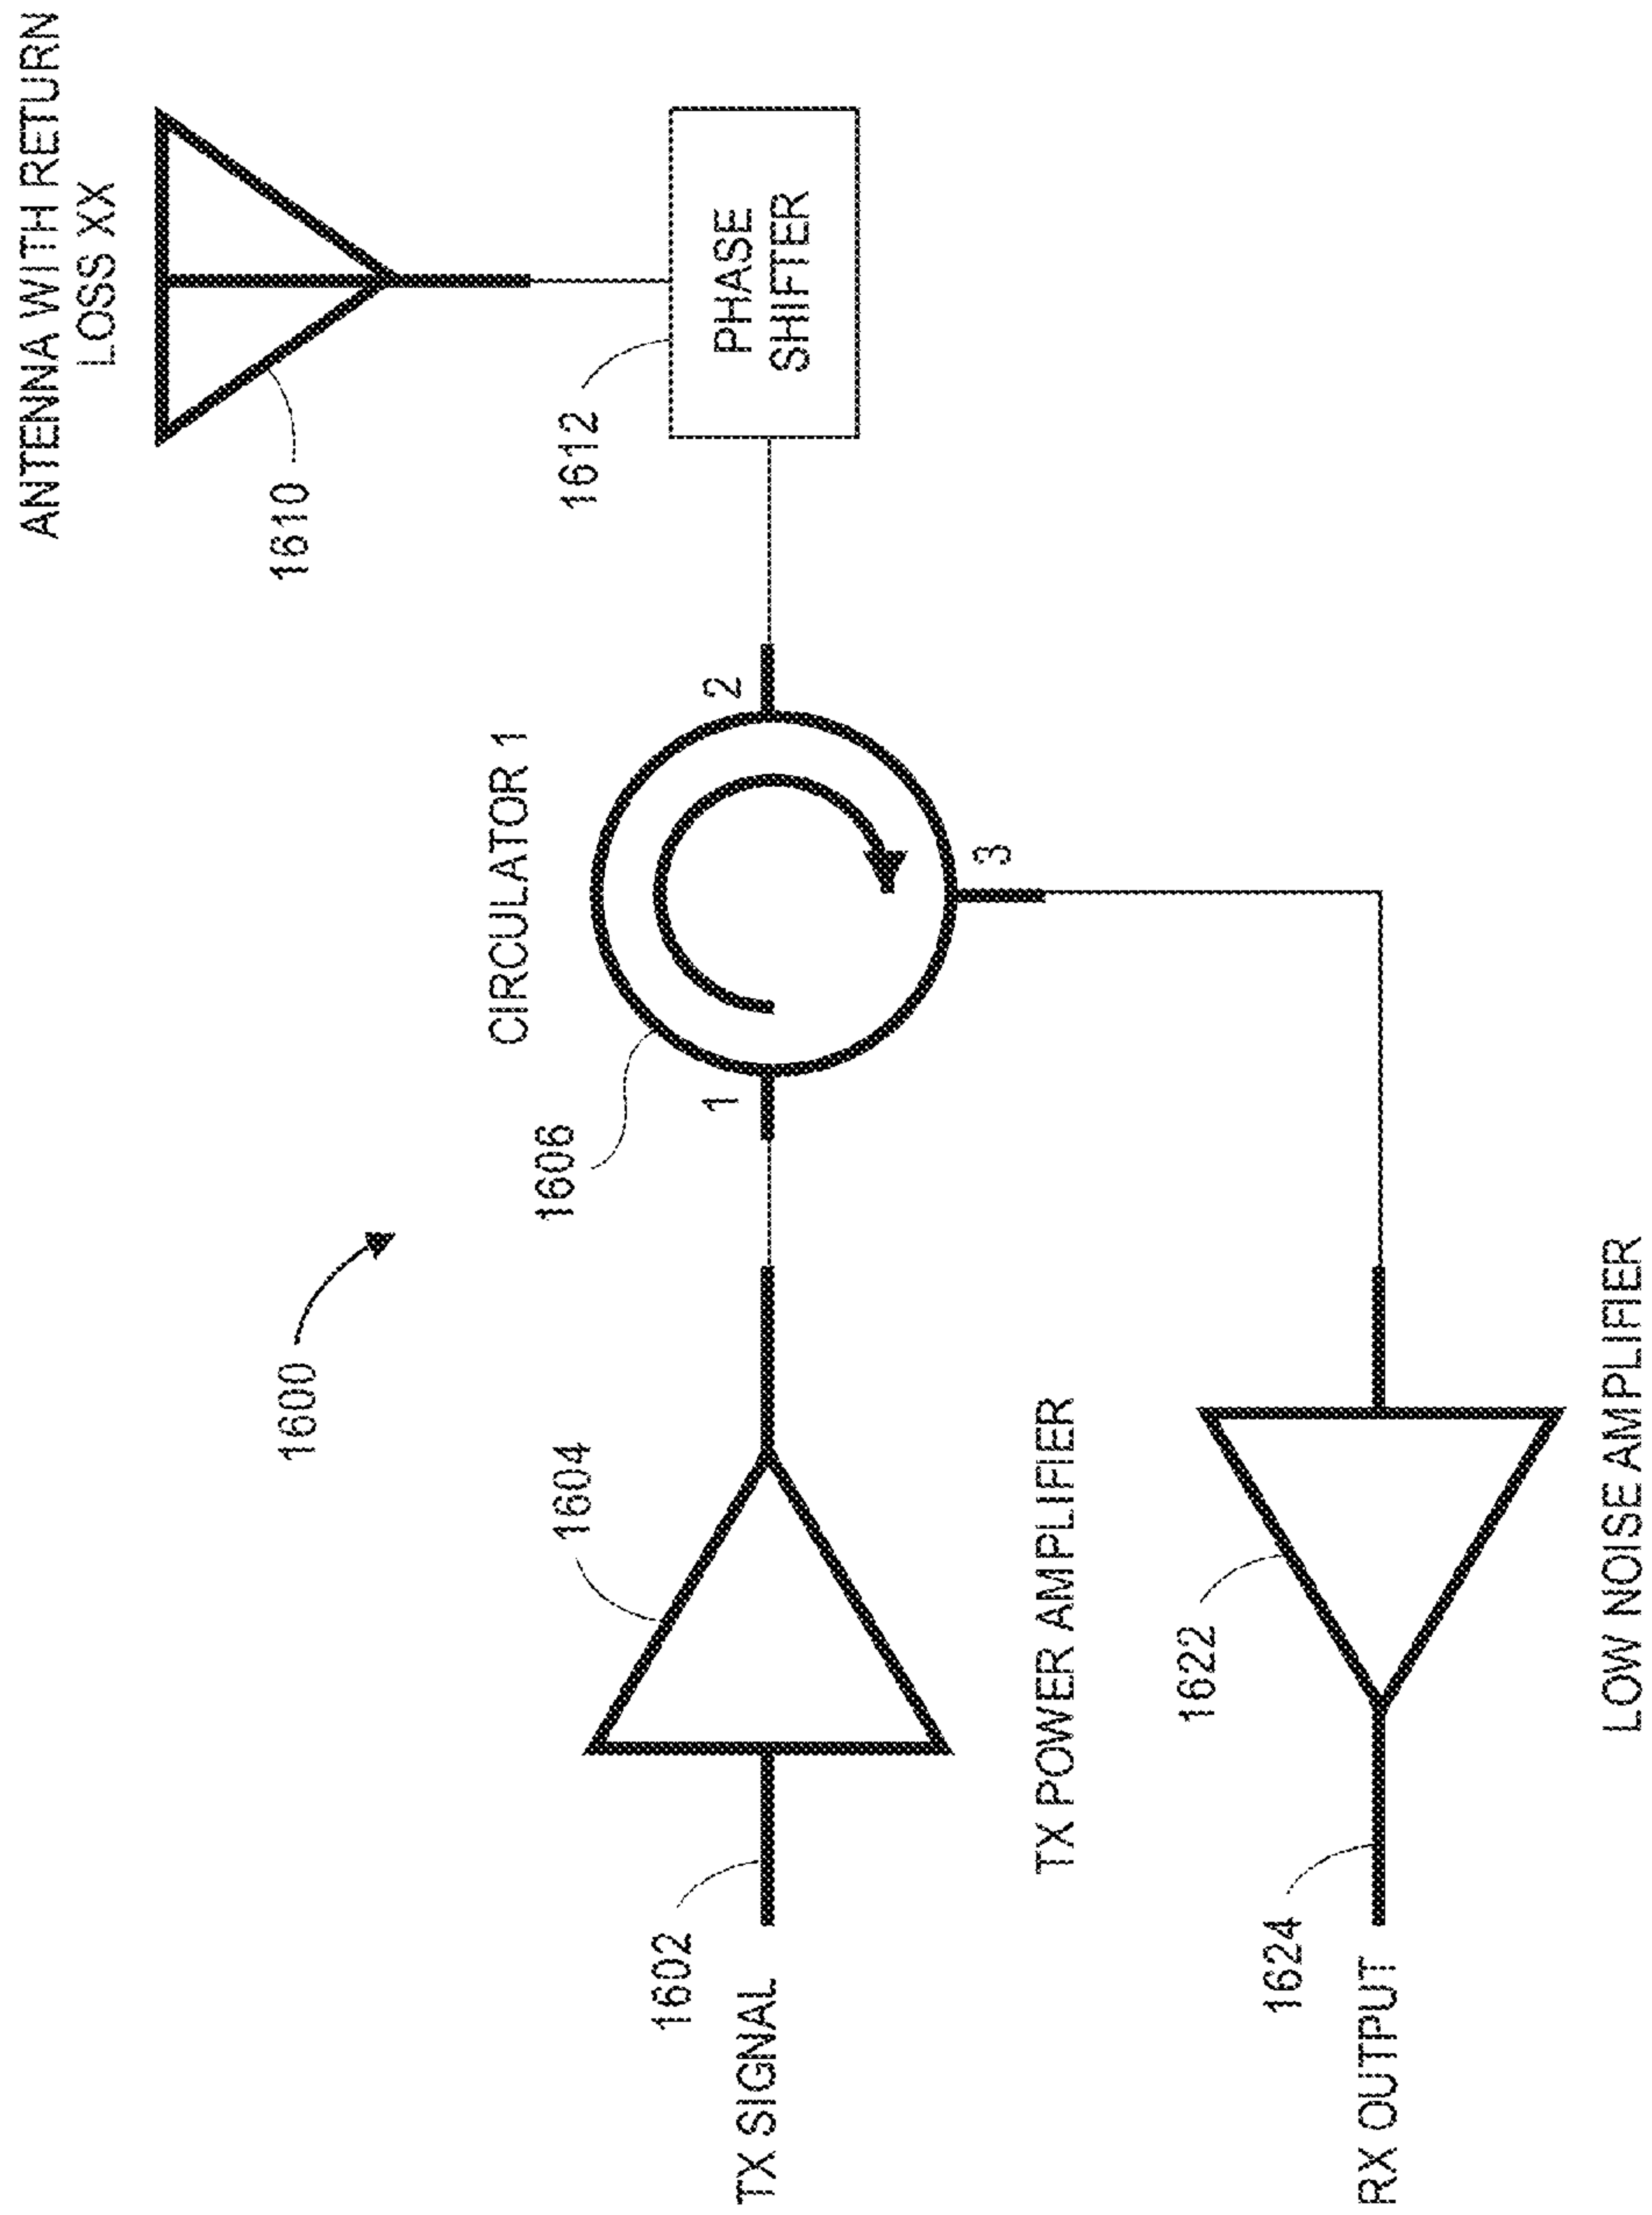 ANTENNA WITH RETURN
LOSS XX
1610
1612
PHASE
SHIFTER
CIRCULATOR 1
1606
1
2
3
1600
1604
TX POWER AMPLIFIER
1602
TX SIGNAL
1622
LOW NOISE AMPLIFIER
1624
RX OUTPUT